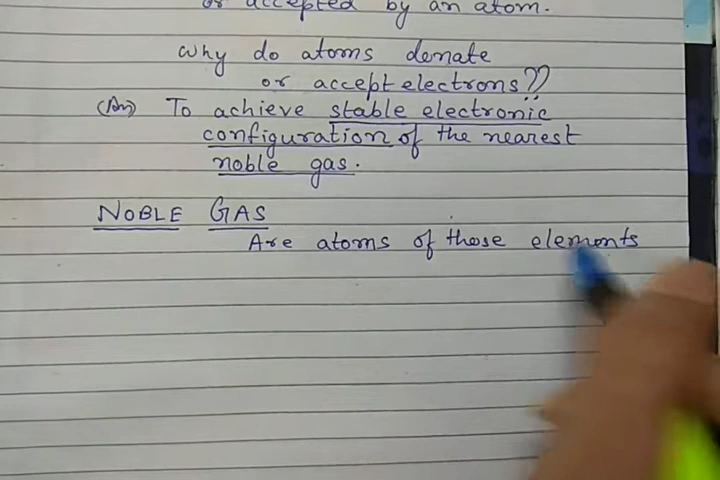 or accepted by an atom.
Why do atoms donate
or accept electrons??
(Ans) To achieve stable electronic
configuration of the nearest
noble gas.
NOBLE GAS
Are atoms of those elements